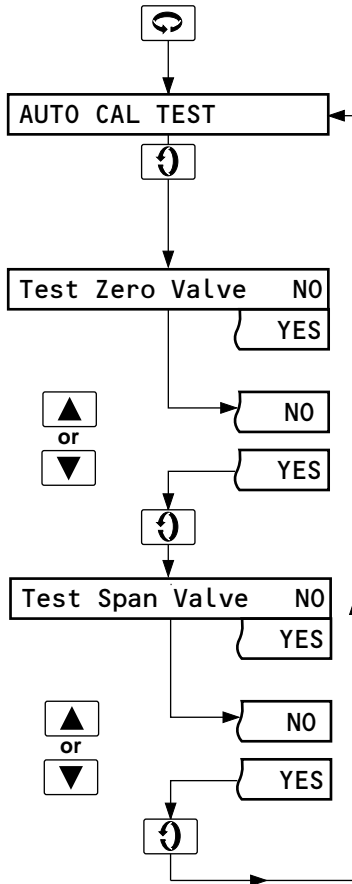 AUTO CAL TEST
Test Zero Valve NO
YES
NO
or
YES
Test Span Valve NO
YES
NO
or
YES